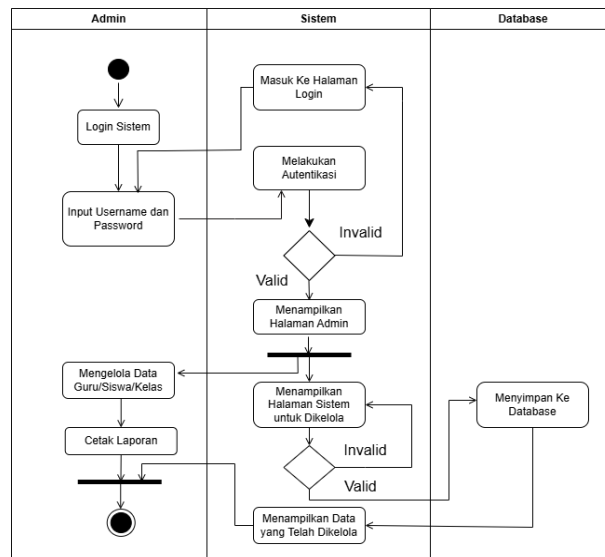 Admin
Sistem
Database
Masuk Ke Halaman
Login
Login Sistem
Melakukan
Autentikasi
Input Username dan
Password
Invalid
Valid
Menampilkan
Halaman Admin
Mengelola Data
Guru/Siswa/Kelas
Menampilkan
Halaman Sistem
untuk Dikelola
Menyimpan Ke
Database
Cetak Laporan
Invalid
Valid
Menampilkan Data
yang Telah Dikelola